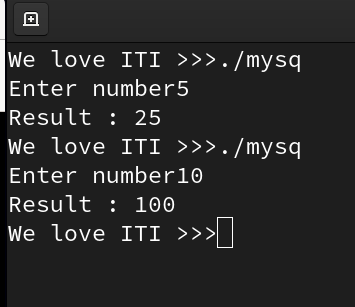 We love ITI >>>./mysq
Enter number5
Result : 25
We love ITI >>>./mysq
Enter number10
Result : 100
We love ITI >>>